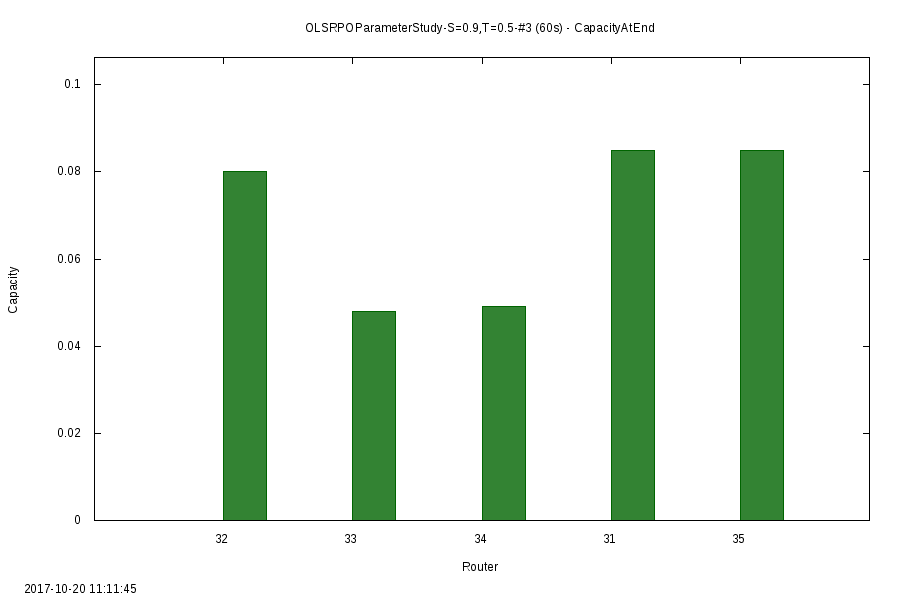 OLSRPOParameterStudy-S=0.9,T=0.5-#3 (60s) - CapacityAtEnd
0.1
0.08
0.06
0.04
0.02
0
Capacity
32 33 34 31 35
Router
2017-10-20 11:11:45